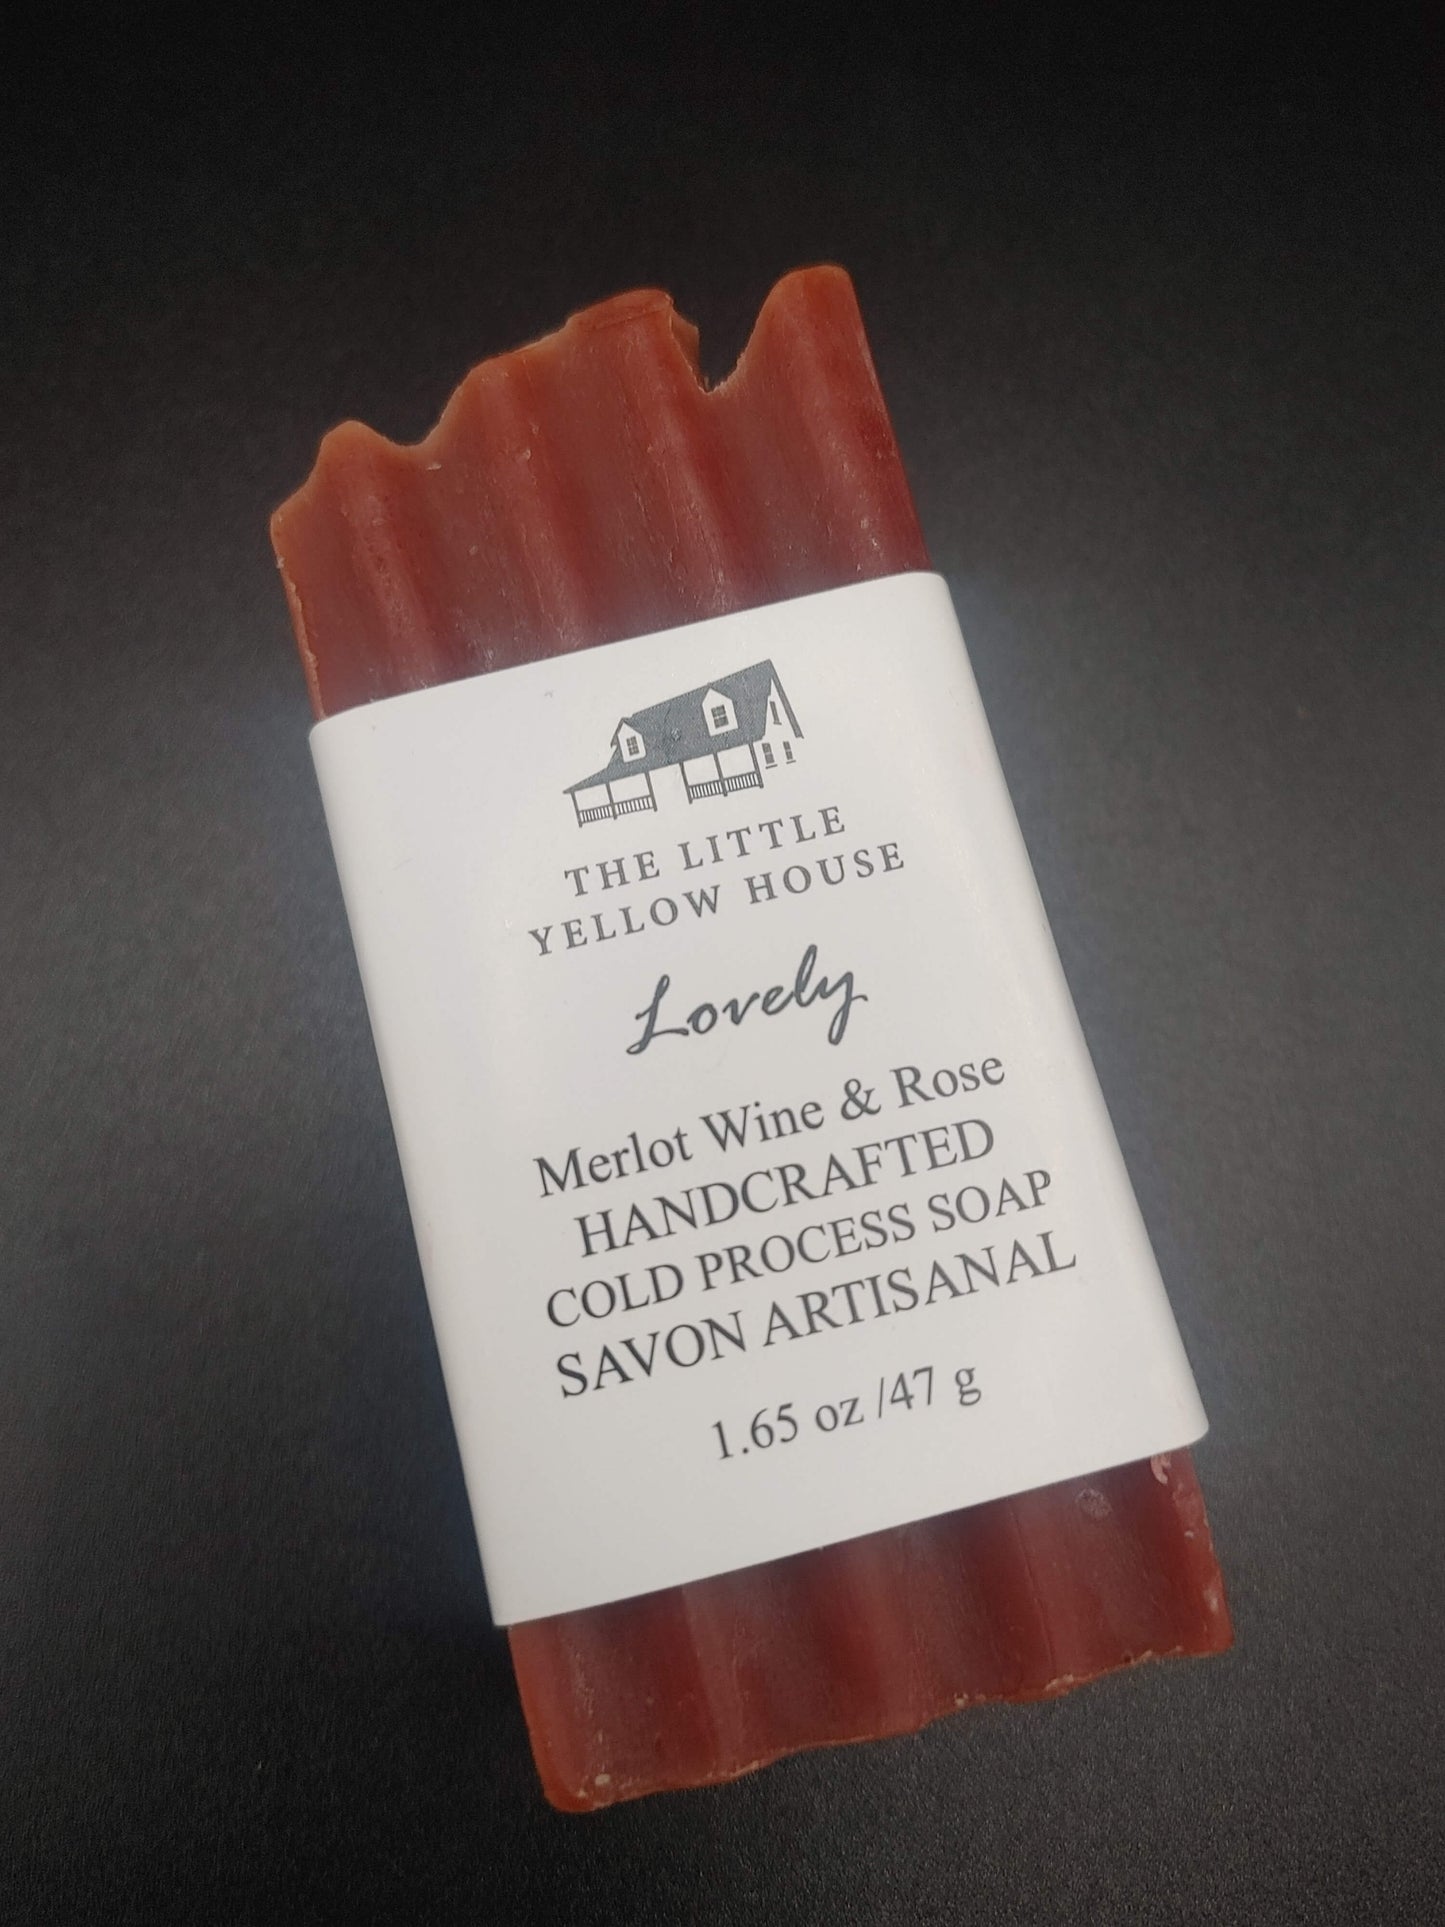 THE LITTLE
YELLOW HOUSE
Lovely
Merlot Wine & Rose
HANDCRAFTED
COLD PROCESS SOAP
SAVON ARTISANAL
1.65 oz /47 g